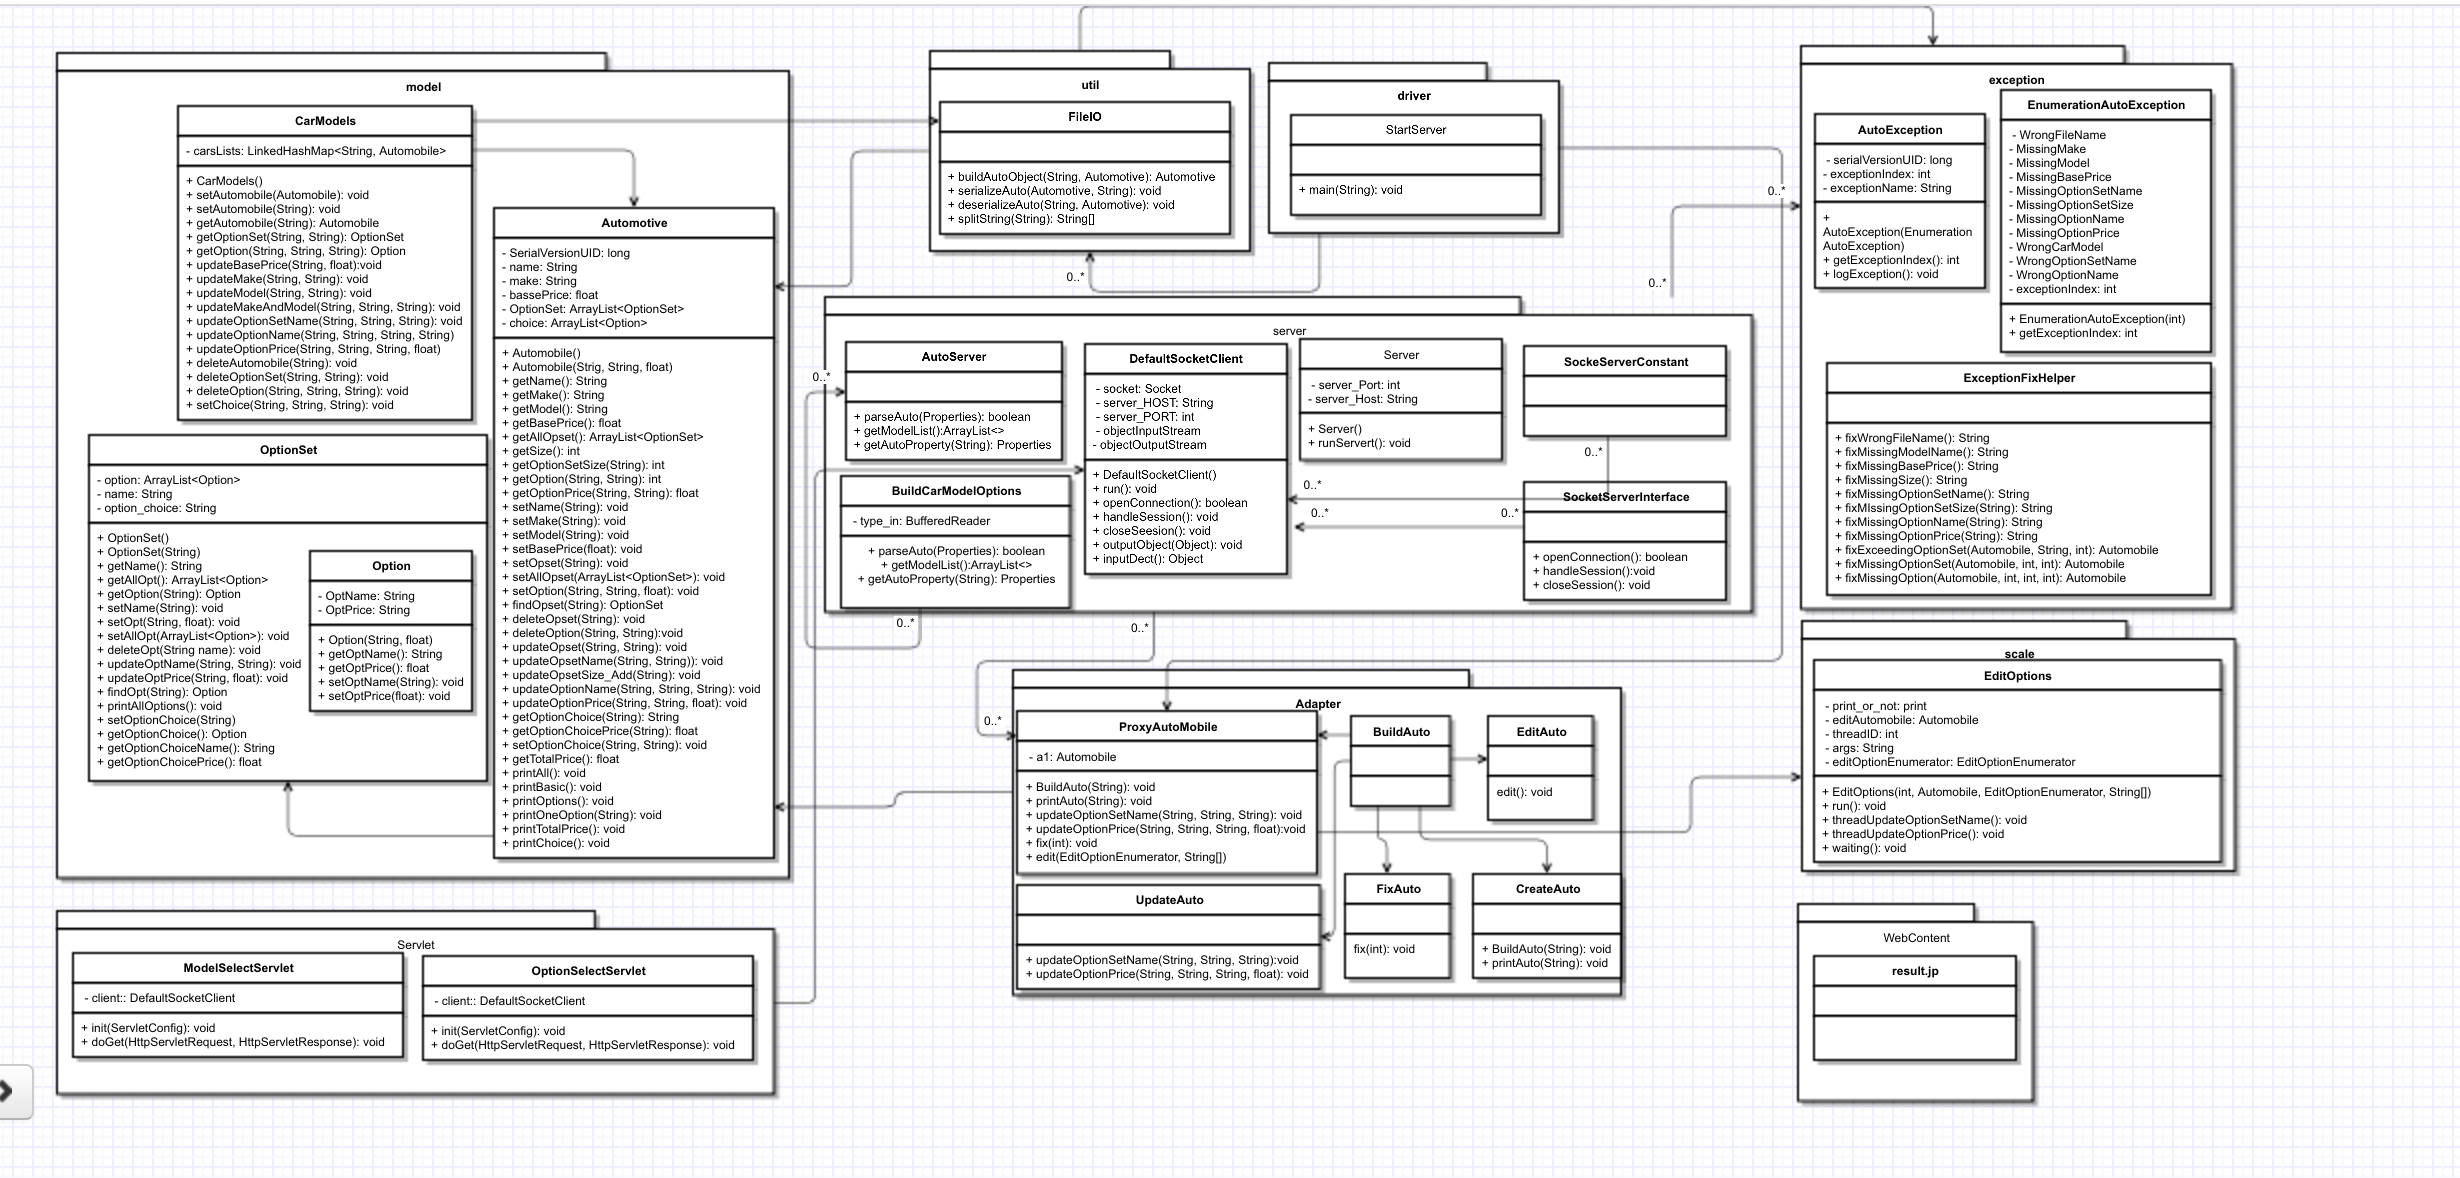 model
CarModels
- carsLists: LinkedHashMap<String, Automobile>
+ CarModels()
+ setAutomobile(Automobile): void
+ setAutomobile(String): void
+ getAutomobile(String): Automobile
+ getOptionSet(String, String): OptionSet
+ getOption(String, String, String): Option
+ updateBasePrice(String, float):void
+ updateMake(String, String): void
+ updateModel(String, String): void
+ updateMakeAndModel(String, String, String): void
+ updateOptionSetName(String, String, String): void
+ updateOptionName(String, String, String, String)
+ updateOptionPrice(String, String, String, float)
+ deleteAutomobile(String): void
+ deleteOptionSet(String, String): void
+ deleteOption(String, String, String): void
+ setChoice(String, String, String): void
OptionSet
- option: ArrayList<Option>
- name: String
- option_choice: String
+ OptionSet()
+ OptionSet(String)
+ getName(): String
+ getAllOpt(): ArrayList<Option>
+ getOption(String): Option
+ setName(String): void
+ setOpt(String, float): void
+ setAllOpt(ArrayList<Option>): void
+ deleteOpt(String name): void
+ updateOptName(String, String): void
+ updateOptPrice(String, float): void
+ findOpt(String): Option
+ printAllOptions(): void
+ setOptionChoice(String)
+ getOptionChoice(): Option
+ getOptionChoiceName(): String
+ getOptionChoicePrice(): float
Option
- OptName: String
- OptPrice: String
+ Option(String, float)
+ getOptName(): String
+ getOptPrice(): float
+ setOptName(String): void
+ setOptPrice(float): void
Automotive
- SerialVersionUID: long
- name: String
- make: String
- bassePrice: float
- OptionSet: ArrayList<OptionSet>
- choice: ArrayList<Option>
+ Automobile()
+ Automobile(Strig, String, float)
+ getName(): String
+ getMake(): String
+ getModel(): String
+ getBasePrice(): float
+ getAllOpset(): ArrayList<OptionSet>
+ getSize(): int
+ getOptionSetSize(String): int
+ getOption(String, String): int
+ getOptionPrice(String, String): float
+ setName(String): void
+ setMake(String): void
+ setModel(String): void
+ setBasePrice(float): void
+ setOpset(String): void
+ setAllOpset(ArrayList<OptionSet>): void
+ setOption(String, String, float): void
+ findOpset(String): OptionSet
+ deleteOpset(String): void
+ deleteOption(String, String):void
+ updateOpset(String, String): void
+ updateOpsetName(String, String)): void
+ updateOpsetSize_Add(String): void
+ updateOptionName(String, String, String): void
+ updateOptionPrice(String, String, float): void
+ getOptionChoice(String): String
+ getOptionChoicePrice(String): float
+ setOptionChoice(String, String): void
+ getTotalPrice(): float
+ printAll(): void
+ printBasic(): void
+ printOptions(): void
+ printOneOption(String): void
+ printTotalPrice(): void
+ printChoice(): void
util
FileIO
+ buildAutoObject(String, Automotive): Automotive
+ serializeAuto(Automotive, String): void
+ deserializeAuto(String, Automotive): void
+ splitString(String): String[]
driver
StartServer
+ main(String): void
0..*
0..*
0..*
exception
AutoException
- serialVersionUID: long
- exceptionIndex: int
- exceptionName: String
+
AutoException(Enumeration
AutoException)
+ getExceptionIndex(): int
+ logException(): void
EnumerationAutoException
- WrongFileName
- MissingMake
- MissingModel
- MissingBasePrice
- MissingOptionSetName
- MissingOptionSetSize
- MissingOptionName
- MissingOptionPrice
- WrongCarModel
- WrongOptionSetName
- WrongOptionName
- exceptionIndex: int
+ EnumerationAutoException(int)
+ getExceptionIndex: int
ExceptionFixHelper
+ fixWrongFileName(): String
+ fixMissingModelName(): String
+ fixMissingBasePrice(): String
+ fixMissingSize(): String
+ fixMissingOptionSetName(): String
+ fixMIssingOptionSetSize(String): String
+ fixMissingOptionName(String): String
+ fixMissingOptionPrice(String): String
+ fixExceedingOptionSet(Automobile, String, int): Automobile
+ fixMissingOptionSet(Automobile, int, int): Automobile
+ fixMissingOption(Automobile, int, int, int): Automobile
server
0..*
AutoServer
+ parseAuto(Properties): boolean
+ getModelList():ArrayList<>
+ getAutoProperty(String): Properties
BuildCarModelOptions
- type_in: BufferedReader
+ parseAuto(Properties): boolean
+ getModelList():ArrayList<>
+ getAutoProperty(String): Properties
DefaultSocketClient
- socket: Socket
- server_HOST: String
- server_PORT: int
- objectInputStream
- objectOutputStream
+ DefaultSocketClient()
+ run(): void
+ openConnection(): boolean
+ handleSession(): void
+ closeSeesion(): void
+ outputObject(Object): void
+ inputDect(): Object
Server
- server_Port: int
- server_Host: String
+ Server()
+ runServert(): void
SockeServerConstant
0..*
0..*
0..*
0..*
SocketServerInterface
+ openConnection(): boolean
+ handleSession():void
+ closeSession(): void
0..*
0..*
0..*
Adapter
ProxyAutoMobile
- a1: Automobile
+ BuildAuto(String): void
+ printAuto(String): void
+ updateOptionSetName(String, String, String): void
+ updateOptionPrice(String, String, String, float):void
+ fix(int): void
+ edit(EditOptionEnumerator, String[])
BuildAuto
EditAuto
edit(): void
UpdateAuto
+ updateOptionSetName(String, String, String):void
+ updateOptionPrice(String, String, String, float): void
FixAuto
fix(int): void
CreateAuto
+ BuildAuto(String): void
+ printAuto(String): void
scale
EditOptions
- print_or_not: print
- editAutomobile: Automobile
- threadID: int
- args: String
- editOptionEnumerator: EditOptionEnumerator
+ EditOptions(int, Automobile, EditOptionEnumerator, String[])
+ run(): void
+ threadUpdateOptionSetName(): void
+ threadUpdateOptionPrice(): void
+ waiting(): void
Servlet
ModelSelectServlet
- client:: DefaultSocketClient
+ init(ServletConfig): void
+ doGet(HttpServletRequest, HttpServletResponse): void
OptionSelectServlet
- client:: DefaultSocketClient
+ init(ServletConfig): void
+ doGet(HttpServletRequest, HttpServletResponse): void
WebContent
result.jp